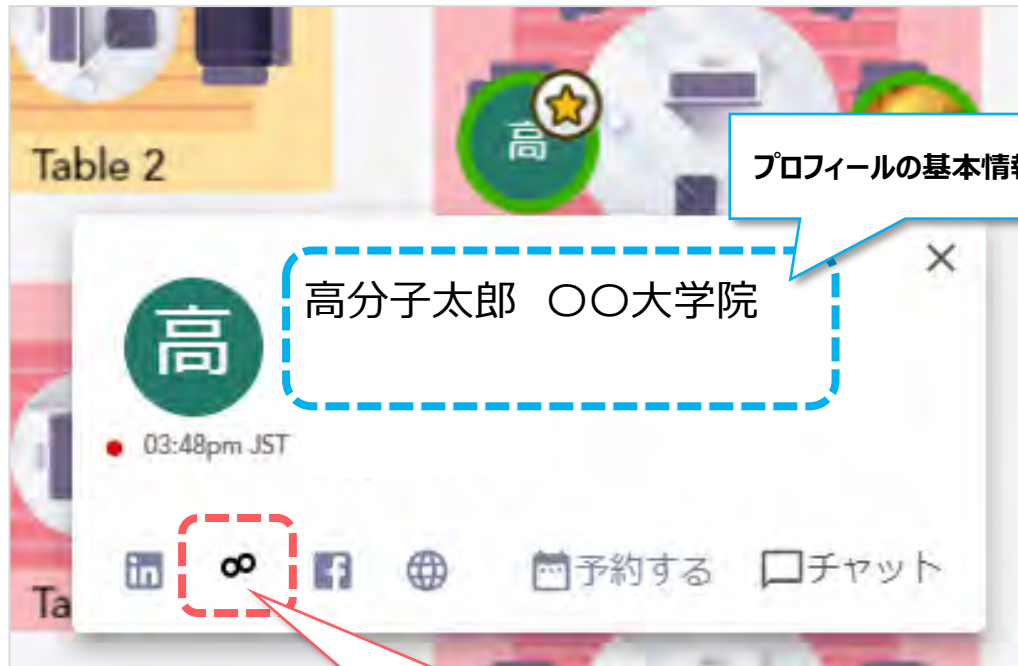 Table 2
高
プロフィールの基本情
高分子太郎 〇〇大学院
高
03:48pm JST
in
∞
f
予約する
チャット
Ta